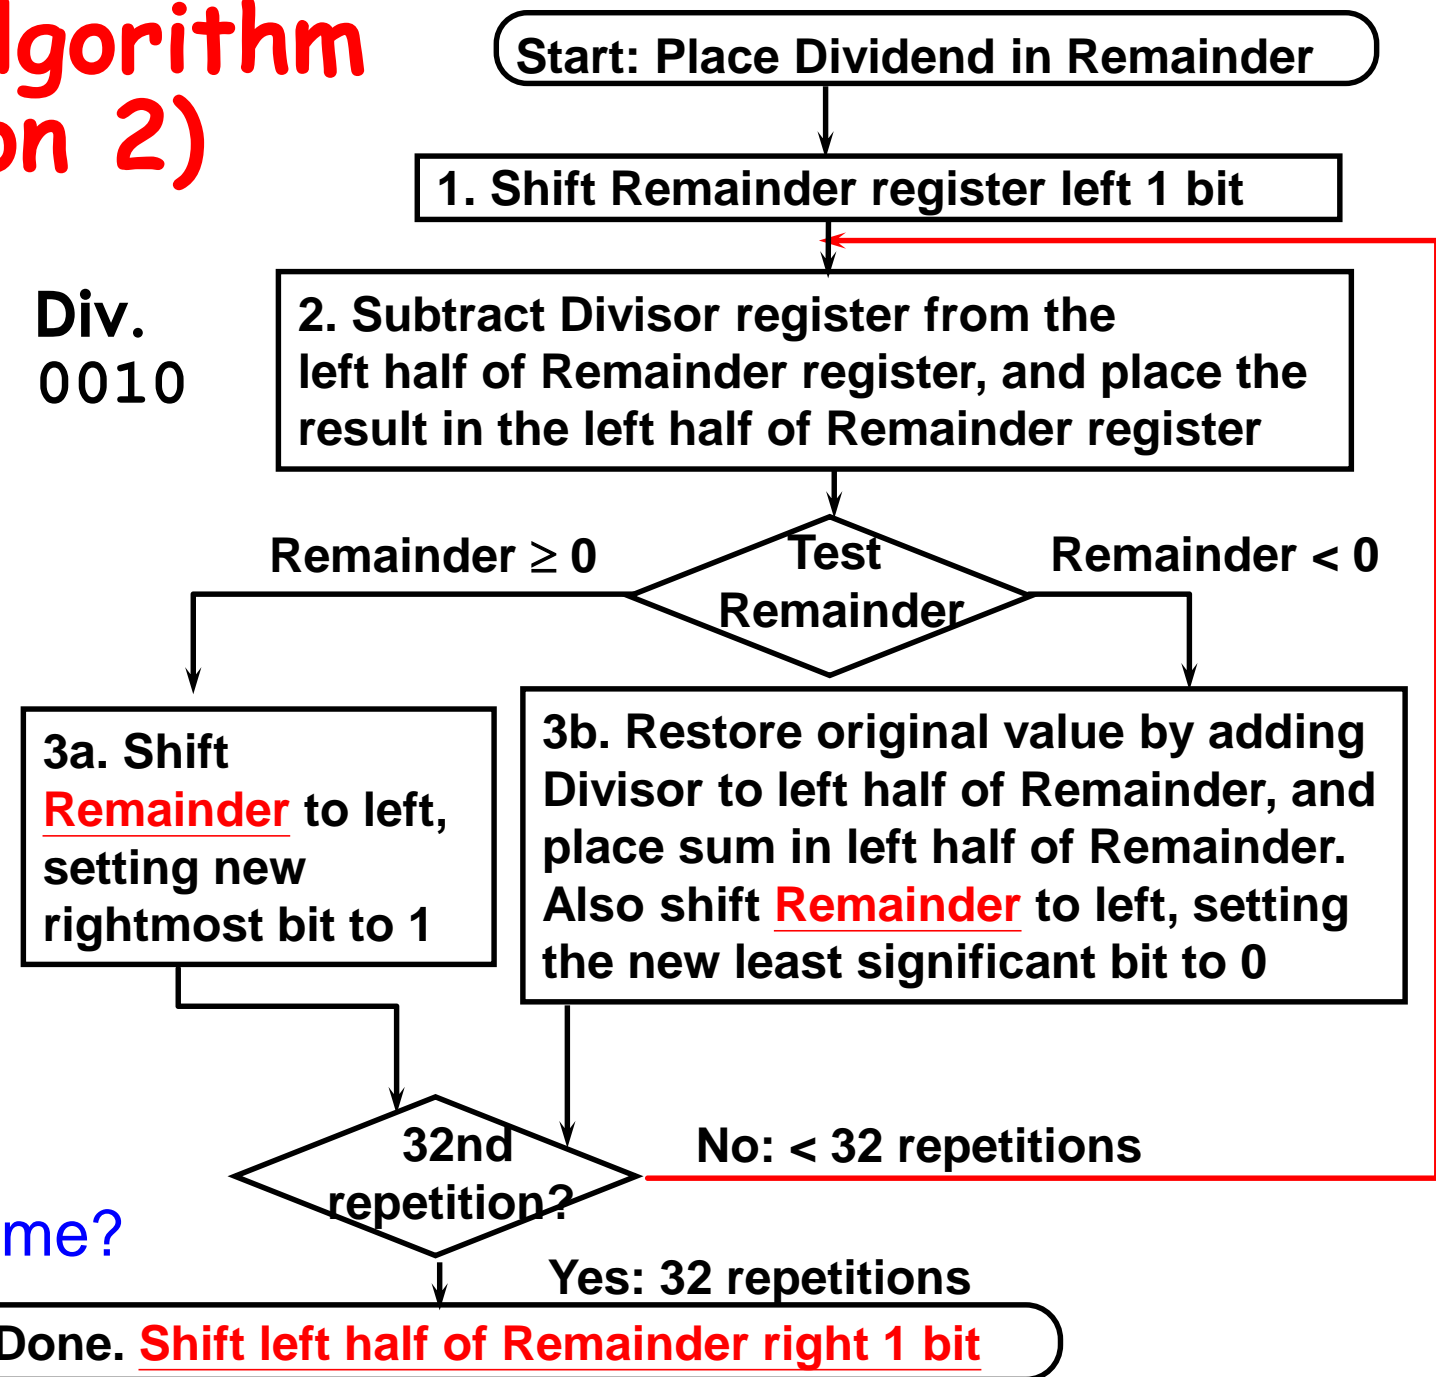 lgorithm
on 2)
Start: Place Dividend in Remainder
1. Shift Remainder register left 1 bit
Div.
0010
2. Subtract Divisor register from the
left half of Remainder register, and place the
result in the left half of Remainder register
Remainder ≥ 0
Test
Remainder
Remainder < 0
3a. Shift
Remainder to left,
setting new
rightmost bit to 1
3b. Restore original value by adding
Divisor to left half of Remainder, and
place sum in left half of Remainder.
Also shift Remainder to left, setting
the new least significant bit to 0
32nd
repetition?
No: < 32 repetitions
me?
Yes: 32 repetitions
Done. Shift left half of Remainder right 1 bit